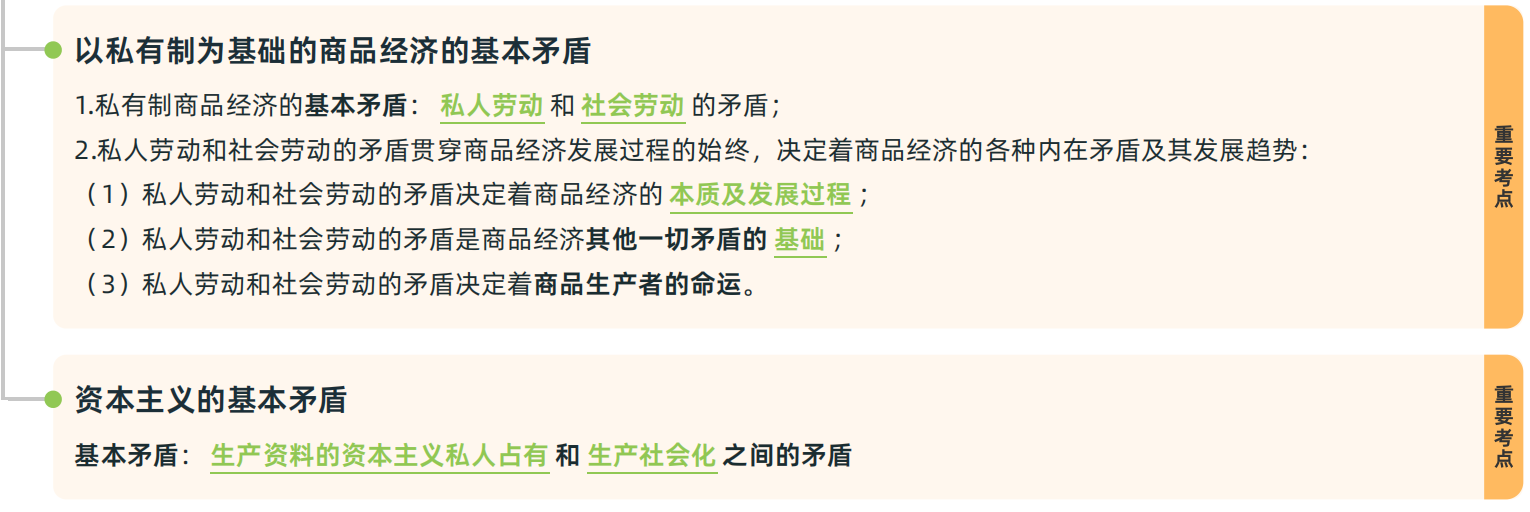 以私有制为基础的商品经济的基本矛盾
1.私有制商品经济的基本矛盾： 私人劳动 和 社会劳动 的矛盾；
2.私人劳动和社会劳动的矛盾贯穿商品经济发展过程的始终，决定着商品经济的各种内在矛盾及其发展趋势：
（1）私人劳动和社会劳动的矛盾决定着商品经济的 本质及发展过程 ；
（2）私人劳动和社会劳动的矛盾是商品经济其他一切矛盾的 基础 ；
（3）私人劳动和社会劳动的矛盾决定着商品生产者的命运。
重要考点
资本主义的基本矛盾
基本矛盾： 生产资料的资本主义私人占有 和 生产社会化 之间的矛盾
重要考点